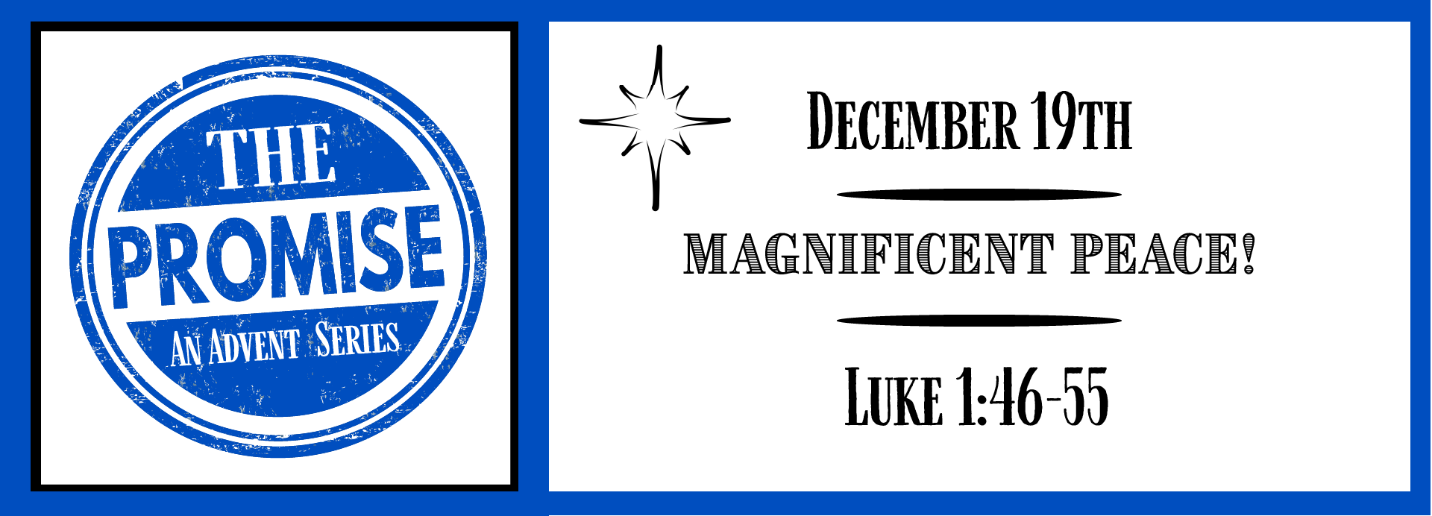 THE
PROMISE
AN ADVENT SERIES
DECEMBER 19TH
MAGNIFICENT PEACE!
LUKE 1:46-55